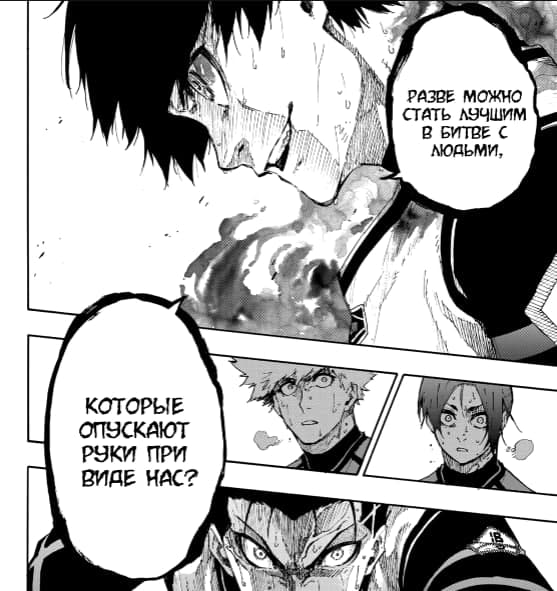 РАЗВЕ МОЖНО
СТАТЬ ЛУЧШИМ
В БИТВЕ С
ЛЮДЬМИ,
КОТОРЫЕ
ОПУСКАЮТ
РУКИ ПРИ
ВИДЕ НАС?